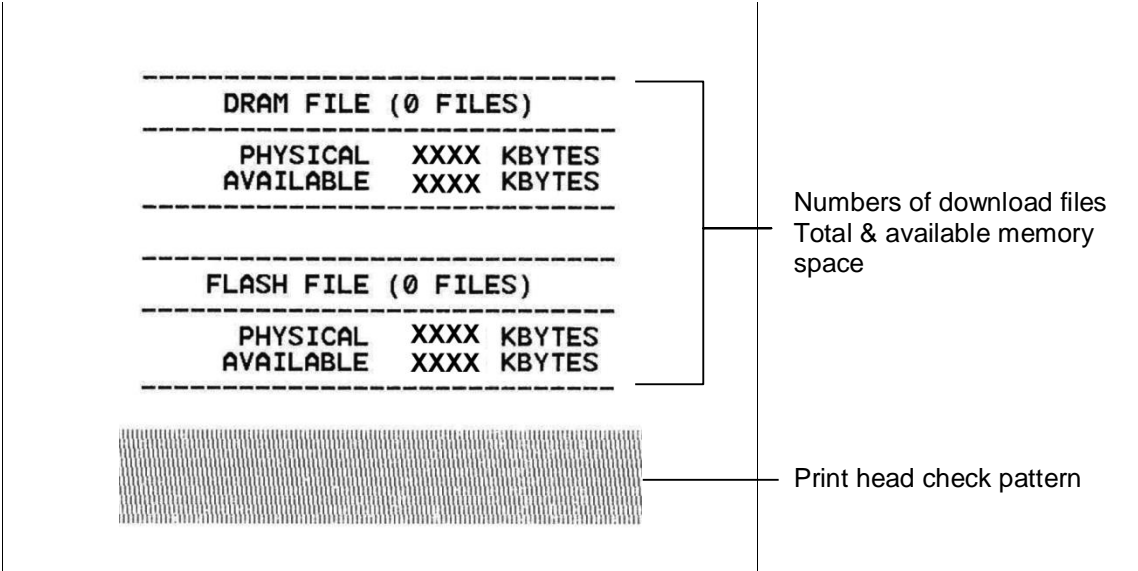 DRAM FILE (0 FILES)
PHYSICAL XXXX KBYTES
AVAILABLE XXXX KBYTES
FLASH FILE (0 FILES)
PHYSICAL XXXX KBYTES
AVAILABLE XXXX KBYTES
Numbers of download files
Total & available memory
space
Print head check pattern